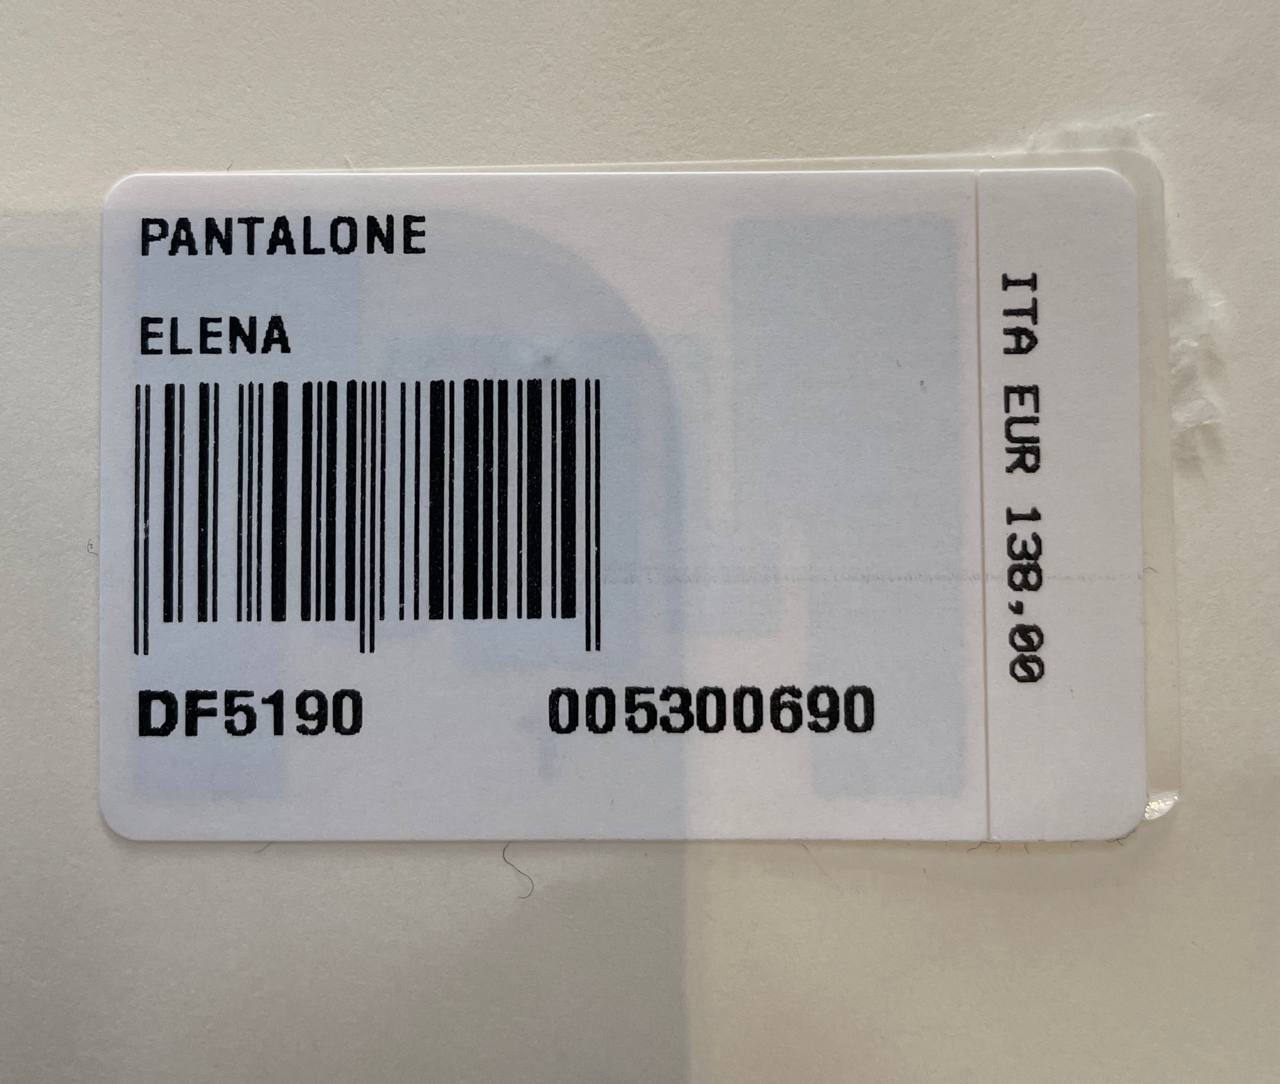 PANTALONE
ELENA
DF5190 005300690
ITA EUR 138,00